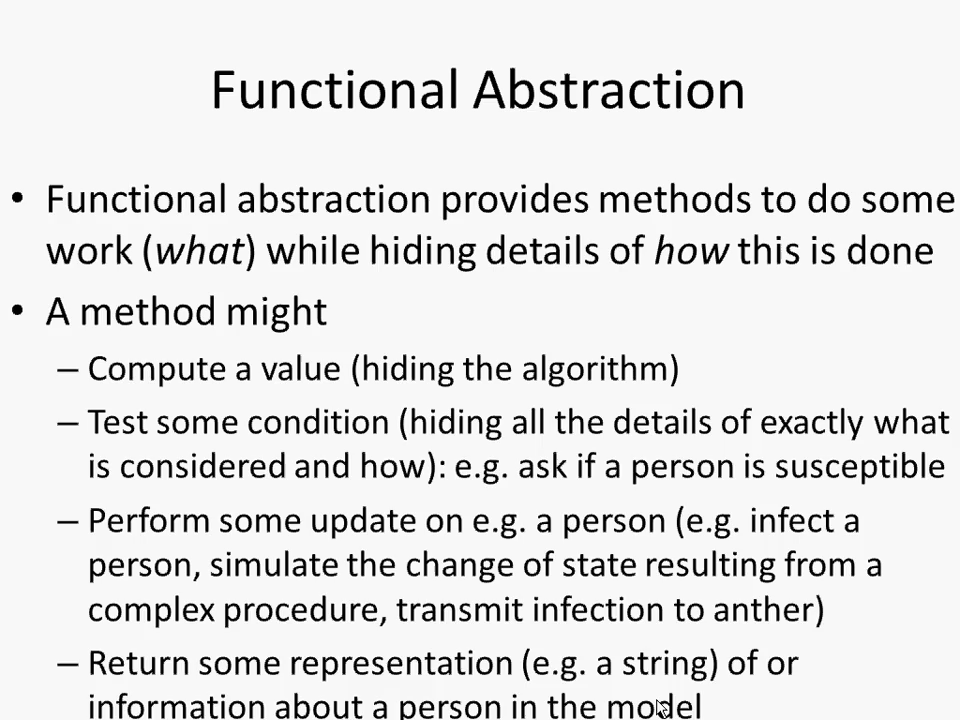 Functional Abstraction
• Functional abstraction provides methods to do some
work (what) while hiding details of how this is done
• A method might
– Compute a value (hiding the algorithm)
– Test some condition (hiding all the details of exactly what
is considered and how): e.g. ask if a person is susceptible
– Perform some update on e.g. a person (e.g. infect a
person, simulate the change of state resulting from a
complex procedure, transmit infection to anther)
– Return some representation (e.g. a string) of or
information about a person in the model